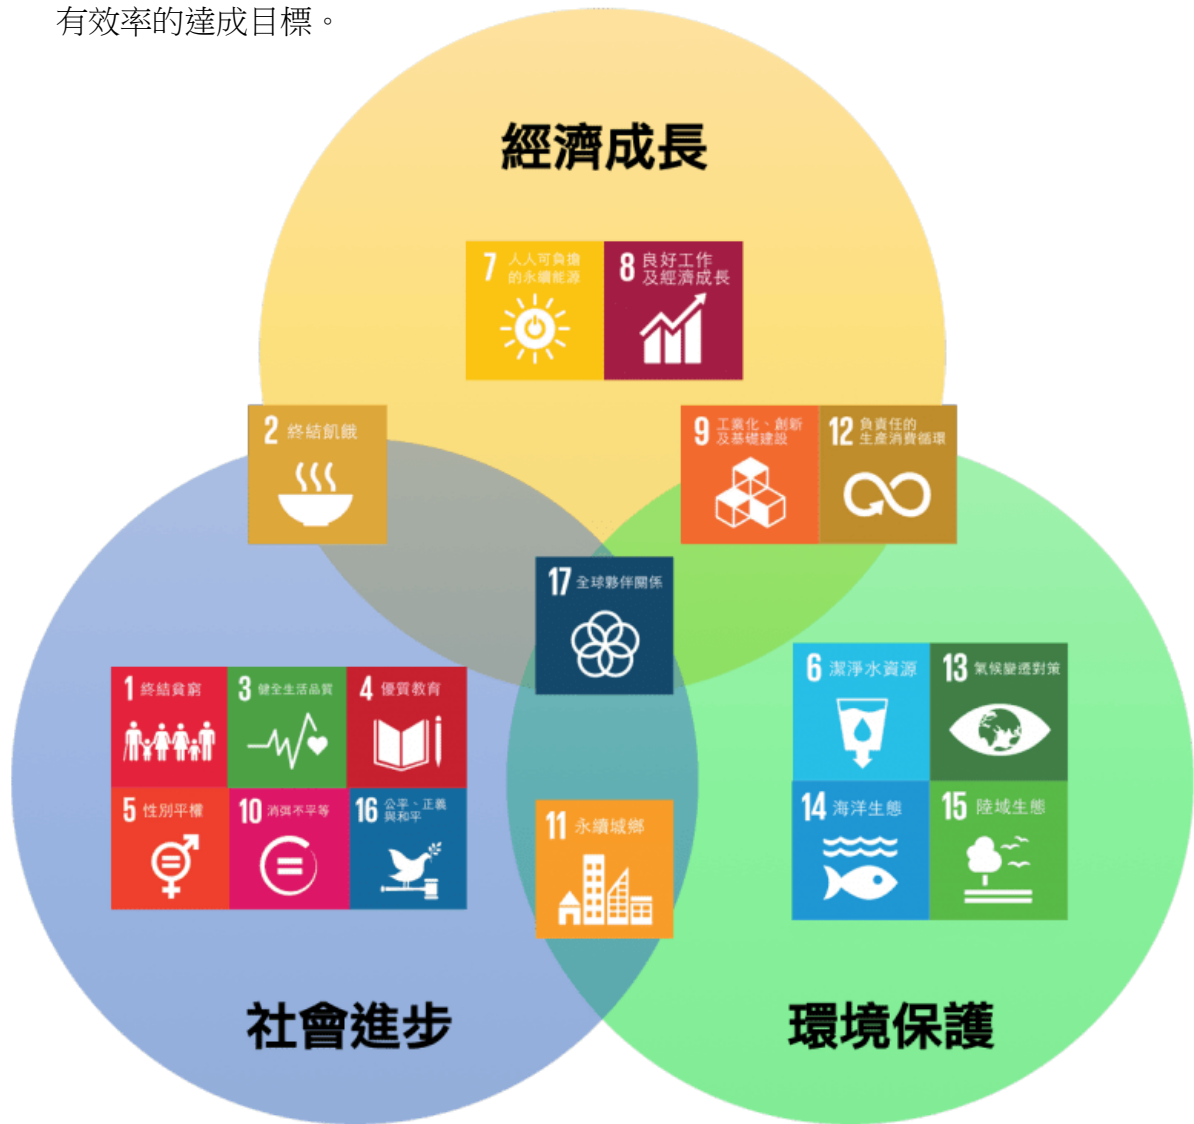 有效率的達成目標。
經濟成長
7 人人可負擔
的永續能源
8 良好工作
及經濟成長
2 終結飢餓
9 工業化、創新
及基礎建設
12 負責任的
生產消費循環
17 全球夥伴關係
1 終結貧窮
3 健全生活品質
4 優質教育
5 性別平權
10 消弭不平等
16 公平、正義
與和平
11 永續城鄉
6 潔淨水資源
13 氣候變遷對策
14 海洋生態
15 陸域生態
社會進步
環境保護